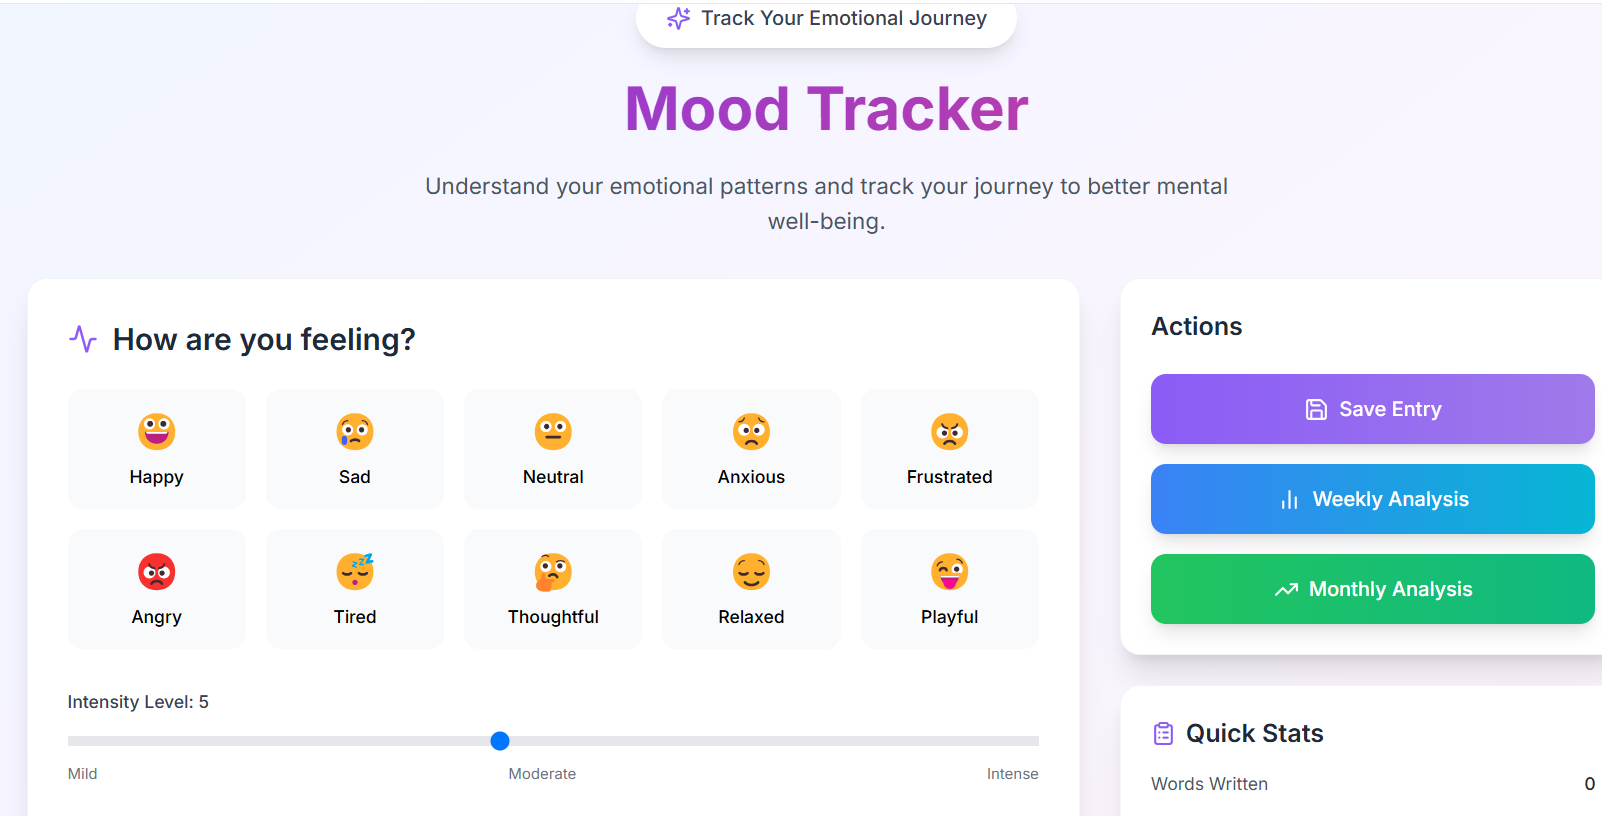 Track Your Emotional Journey
Mood Tracker
Understand your emotional patterns and track your journey to better mental
well-being.
How are you feeling?
Happy
Sad
Neutral
Anxious
Frustrated
Angry
Tired
Thoughtful
Relaxed
Playful
Intensity Level: 5
Mild
Moderate
Intense
Actions
Save Entry
Weekly Analysis
Monthly Analysis
Quick Stats
Words Written 0